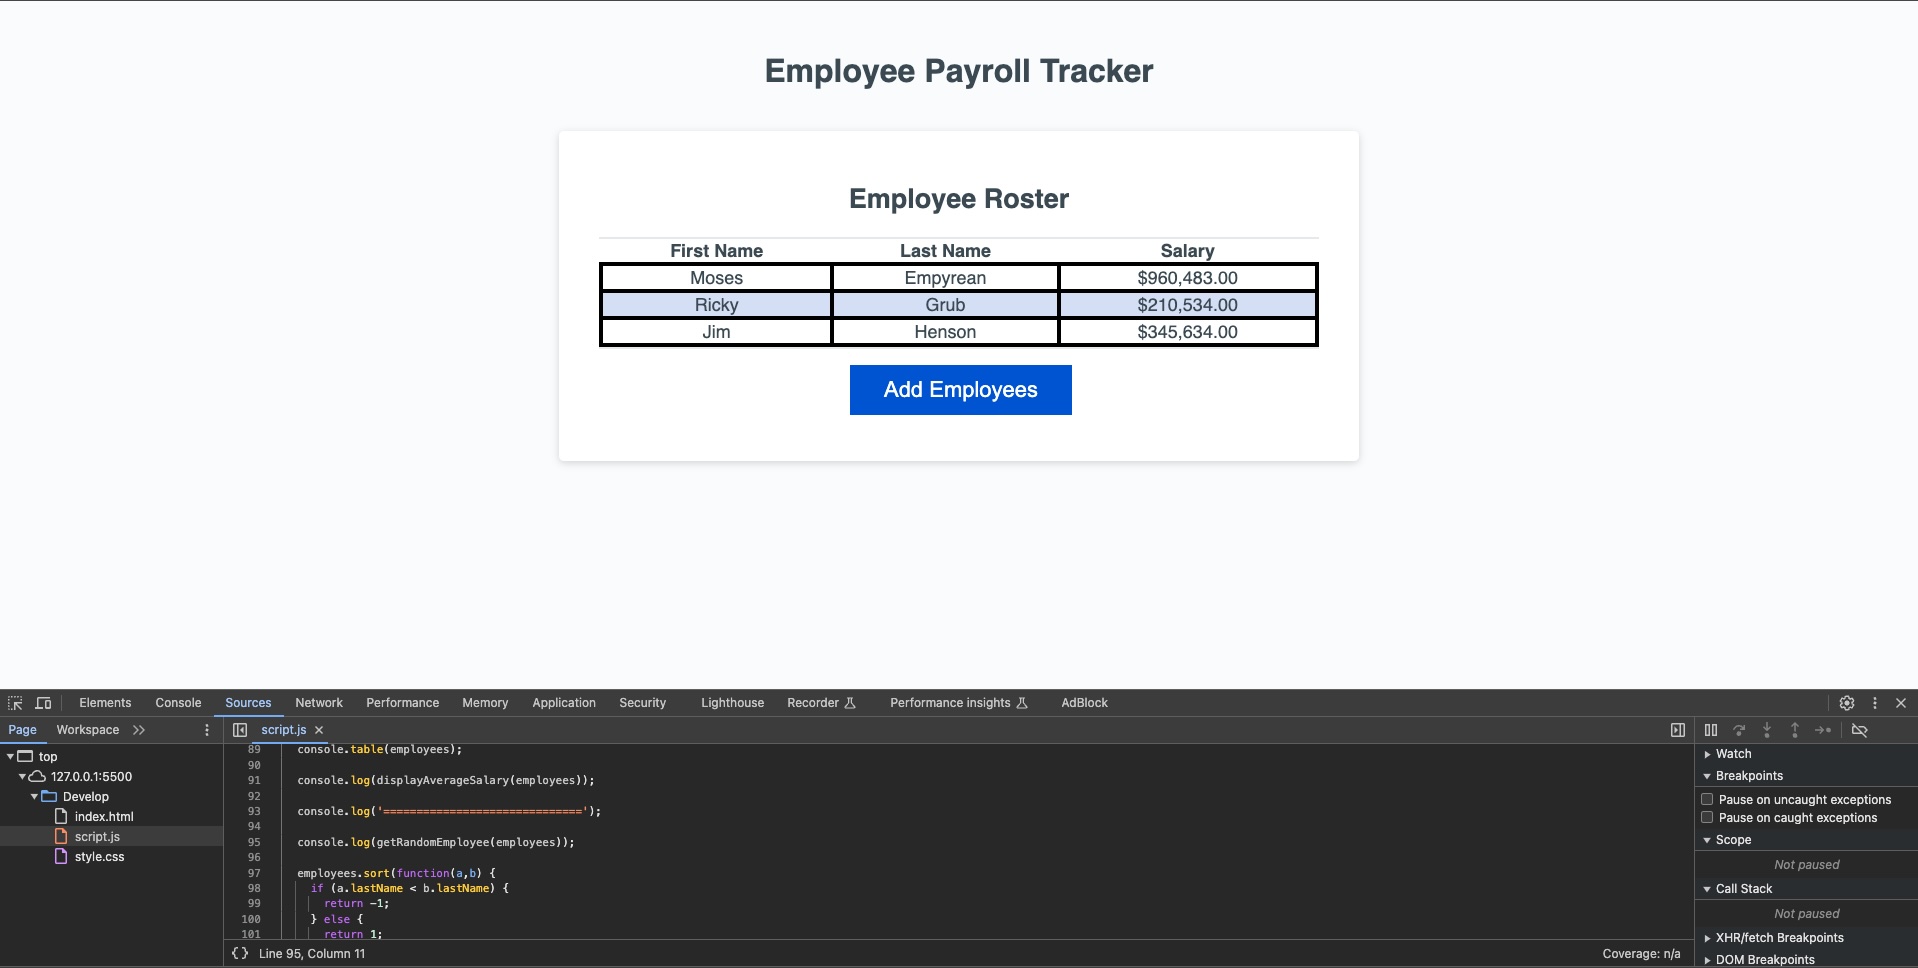 Employee Payroll Tracker
Employee Roster
First Name Last Name Salary
Moses Empyrean $960,483.00
Ricky Grub $210,534.00
Jim Henson $345,634.00
Add Employees
Elements Console Sources Network Performance Memory Application Security Lighthouse Recorder Performance insights AdBlock
Page Workspace
script.js
top
127.0.0.1:5500
Develop
index.html
script.js
style.css
89 console.table(employees);
90
91 console.log(displayAverageSalary(employees));
92
93 console.log('==============================');
94
95 console.log(getRandomEmployee(employees));
96
97 employees.sort(function(a,b) {
98 if (a.lastName < b.lastName) {
99 return -1;
100 } else {
101 return 1;
{} Line 95, Column 11
Coverage: n/a
Watch
Breakpoints
Pause on uncaught exceptions
Pause on caught exceptions
Scope
Not paused
Call Stack
Not paused
XHR/fetch Breakpoints
DOM Breakpoints